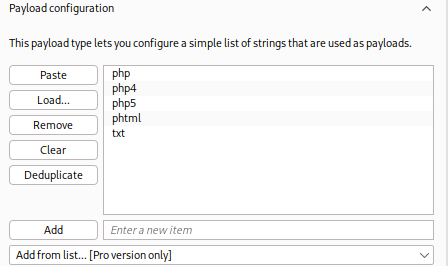 Payload configuration
This payload type lets you configure a simple list of strings that are used as payloads.
Paste
Load...
Remove
Clear
Deduplicate
php
php4
php5
phtml
txt
Add
Enter a new item
Add from list... [Pro version only]